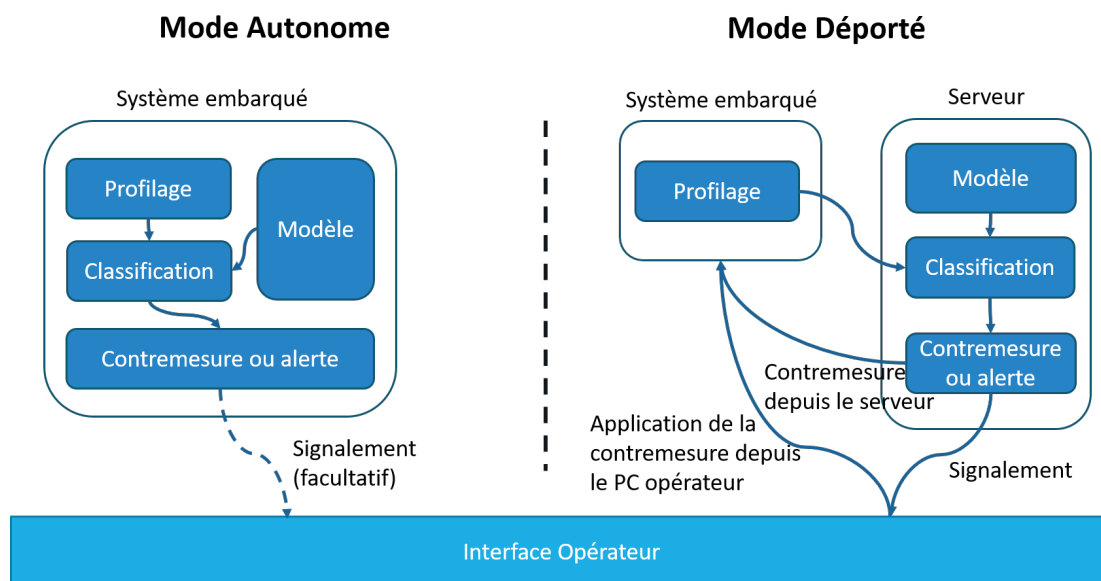 Mode Autonome
Système embarqué
Profilage
Modèle
Classification
Contremesure ou alerte
Signalement
(facultatif)
Mode Déporté
Système embarqué
Serveur
Profilage
Modèle
Classification
Contremesure
ou alerte
Contremesure
depuis le serveur
Application de la
contremesure depuis
le PC opérateur
Signalement
Interface Opérateur